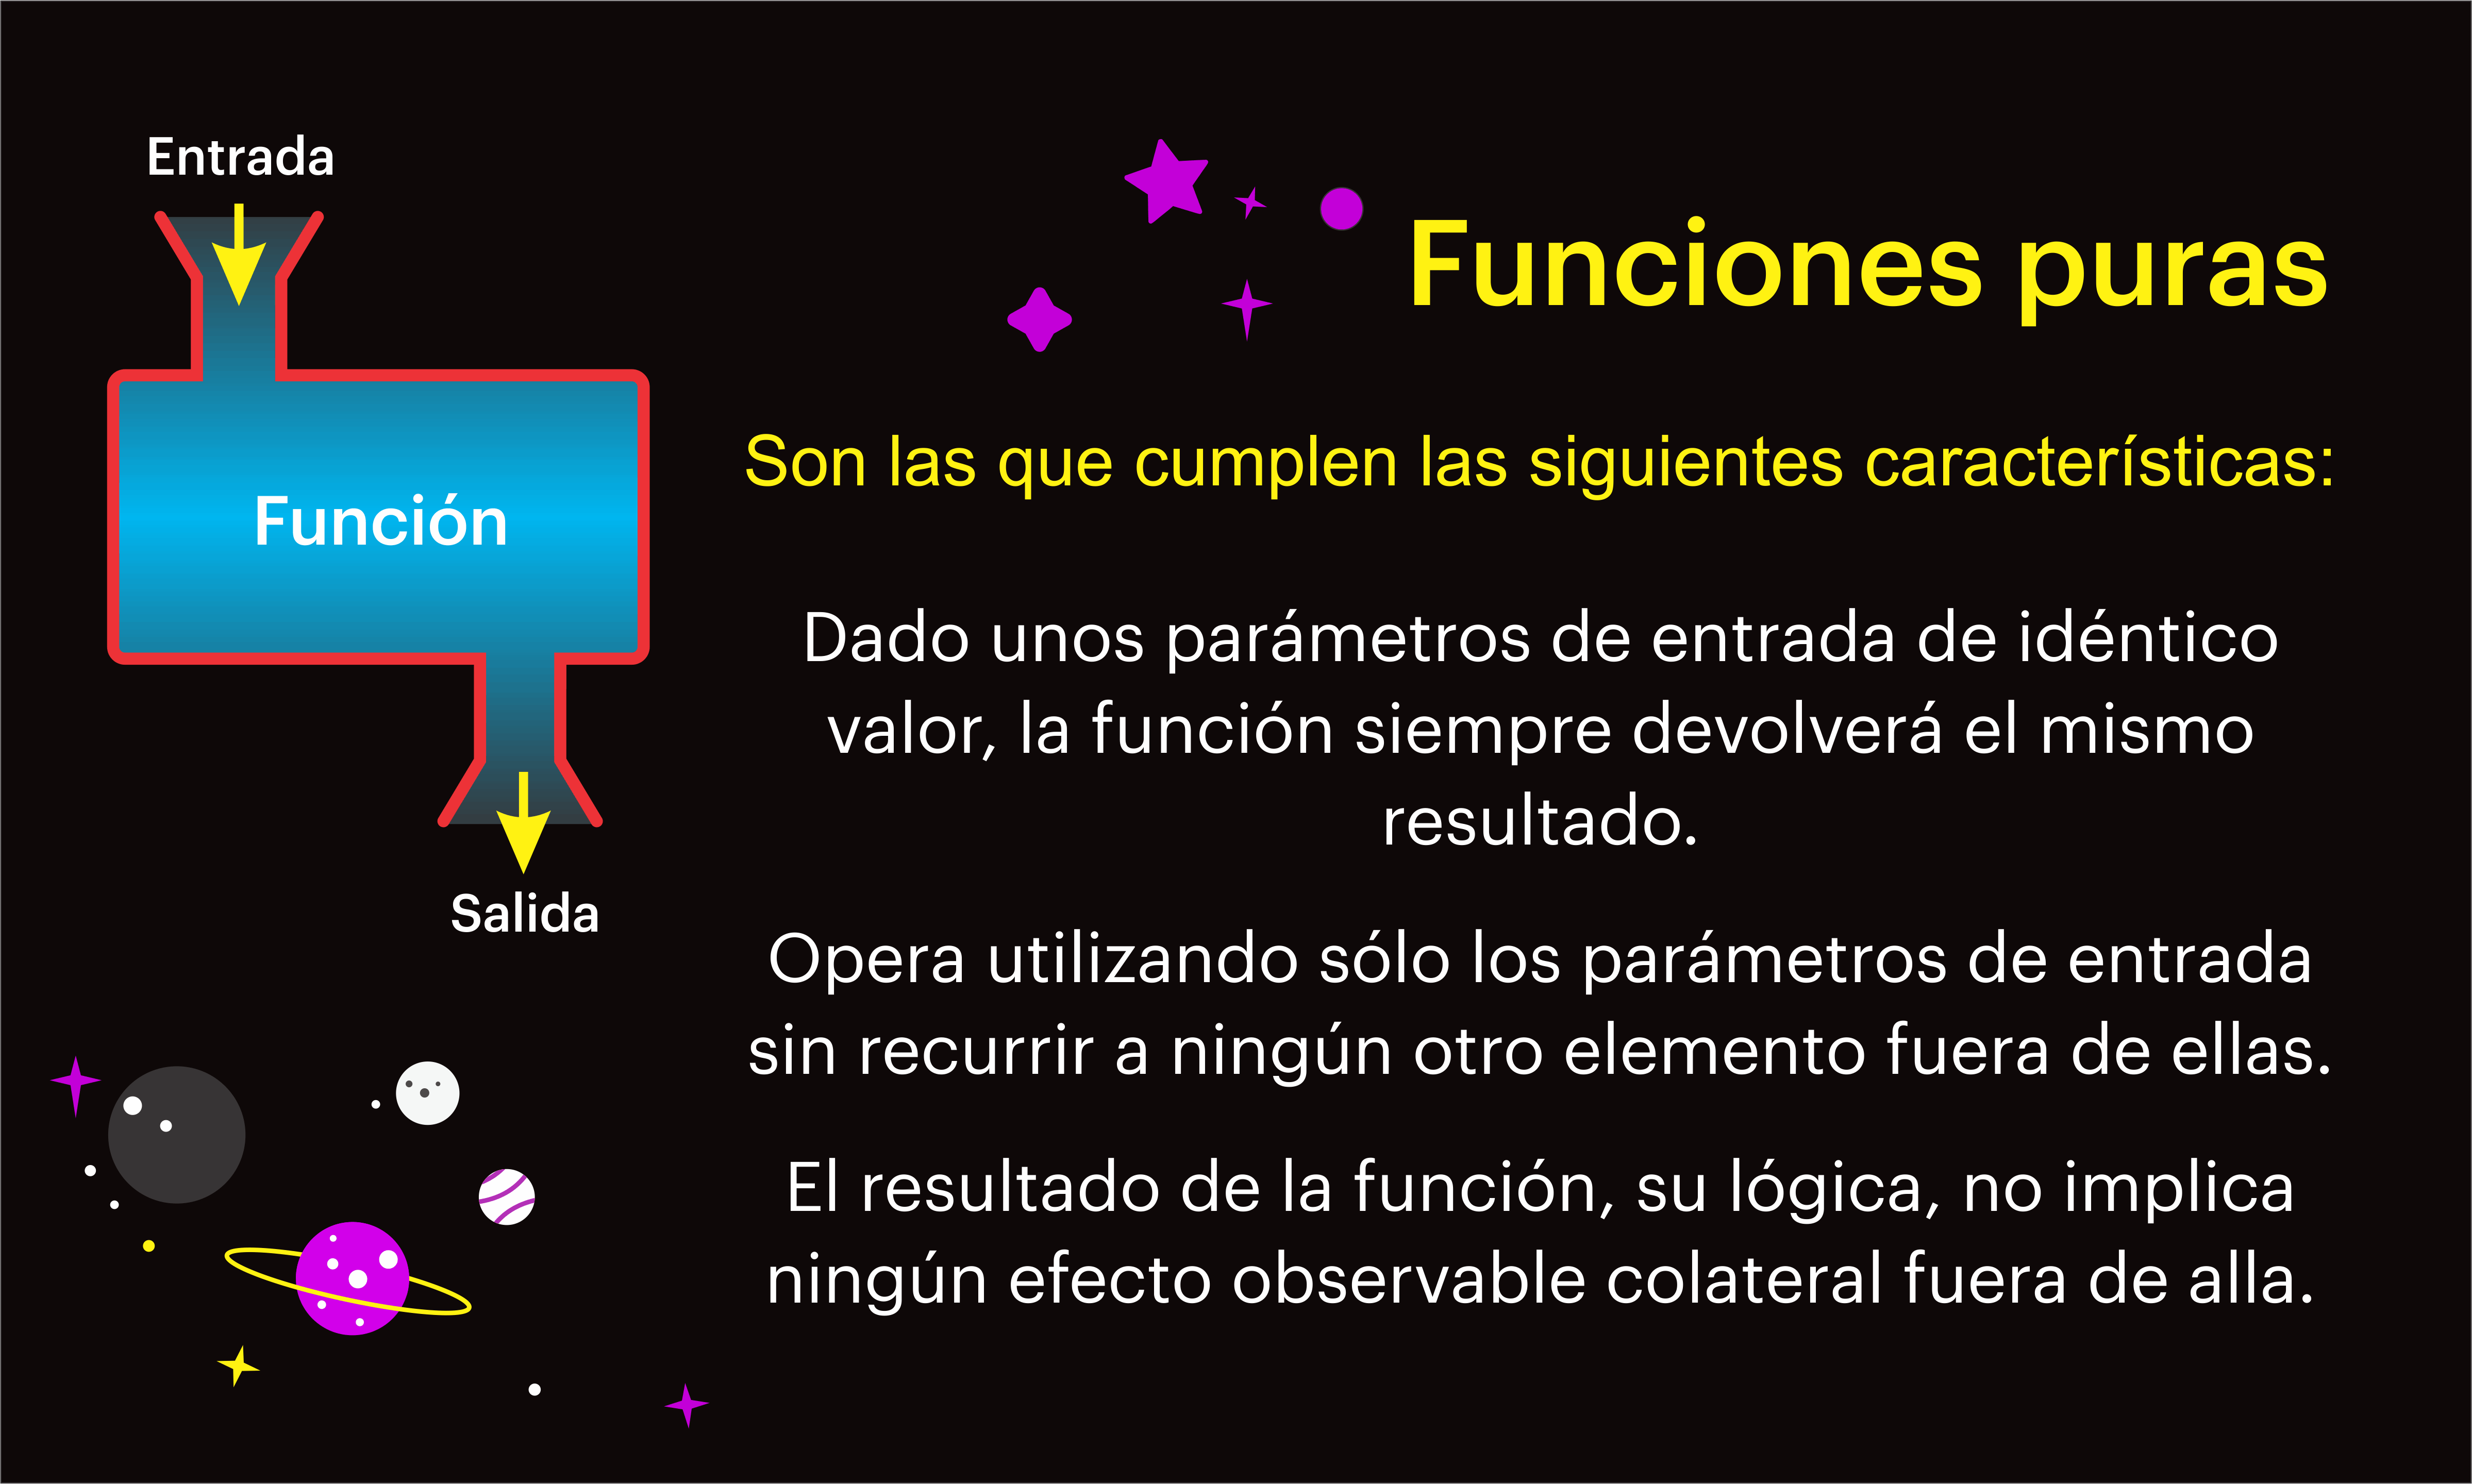 Entrada
Función
Salida
Funciones puras
Son las que cumplen las siguientes características:
Dado unos parámetros de entrada de idéntico
valor, la función siempre devolverá el mismo
resultado.
Opera utilizando sólo los parámetros de entrada
sin recurrir a ningún otro elemento fuera de ellas.
El resultado de la función, su lógica, no implica
ningún efecto observable colateral fuera de alla.